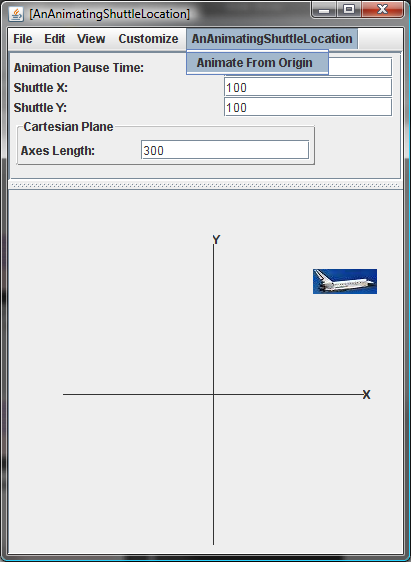 [AnAnimatingShuttleLocation]
File Edit View Customize AnAnimatingShuttleLocation
Animate From Origin
Animation Pause Time:
Shuttle X: 100
Shuttle Y: 100
Cartesian Plane
Axes Length: 300
Y
X